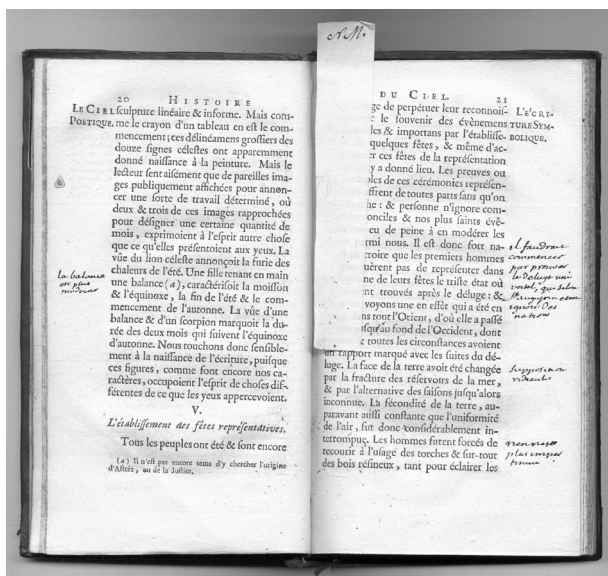 20 HISTOIRE
LE CIEL
POETIQUE.
sculpture linéaire & informe. Mais com-
me le crayon d'un tableau en est le com-
mencement; ces délinéamens grossiers des
douze signes célestes ont apparemment
donné naissance à la peinture. Mais le
lecteur sent aisément que de pareilles ima-
ges publiquement affichées pour annon-
cer une sorte de travail déterminé, où
deux & trois de ces images rapprochées
pour désigner une certaine quantité de
mois, exprimoient à l'esprit autre chose
que ce qu'elles présentoient aux yeux. La
vûe du lion céleste annonçoit la furie des
chaleurs de l'été. Une fille tenant en main
une balance (a), caractérisoit la moisson
& l'équinoxe, la fin de l'été & le com-
mencement de l'automne. La vûe d'une
balance & d'un scorpion marquoit la du-
rée des deux mois qui suivent l'équinoxe
d'automne. Nous touchons donc sensible-
ment à la naissance de l'écriture, puisque
ces figures, comme font encore nos ca-
ractères, occupoient l'esprit de choses dif-
férentes de ce que les yeux appercevoient.
la balance
est plus
moderne
V.
L'établissement des fêtes représentatives.
Tous les peuples ont été & sont encore
(a) Il n'est pas encore tems d'y chercher l'origine
d'Astrée, ou de la Justice.
N.M.
DU CIEL. 21
L'ECRI-
TURE SYM-
BOLIQUE.
ge de perpétuer leur reconnois-
le souvenir des évènemens
les & importans par l'établisse-
quelques fêtes, & même d'ac-
er ces fêtes de la représentation
y a donné lieu. Les preuves ou
ples de ces cérémonies représen-
ffrent de toutes parts sans qu'on
he: & personne n'ignore com-
onciles & nos plus saints évê-
eu de peine à en modérer les
rmi nous. Il est donc fort na-
croire que les premiers hommes
uèrent pas de représenter dans
ne de leurs fêtes le triste état où
nt trouvés après le déluge: &
voyons une en effet qui a été en
ns tout l'Orient, d'où elle a passé
jusqu'au fond de l'Occident, dont
toutes les circonstances avoient
un rapport marqué avec les suites du dé-
luge. La face de la terre avoit été changée
par la fracture des réservoirs de la mer,
& par l'alternative des saisons jusqu'alors
inconnue. La fécondité de la terre, au-
paravant aussi constante que l'uniformité
de l'air, fut donc considérablement in-
terrompue. Les hommes furent forcés de
recourir à l'usage des torches & sur-tout
des bois résineux, tant pour éclairer les
il faudrait
commencer
par prouver
le deluge uni
versel, qui selon
supposition
ridicule